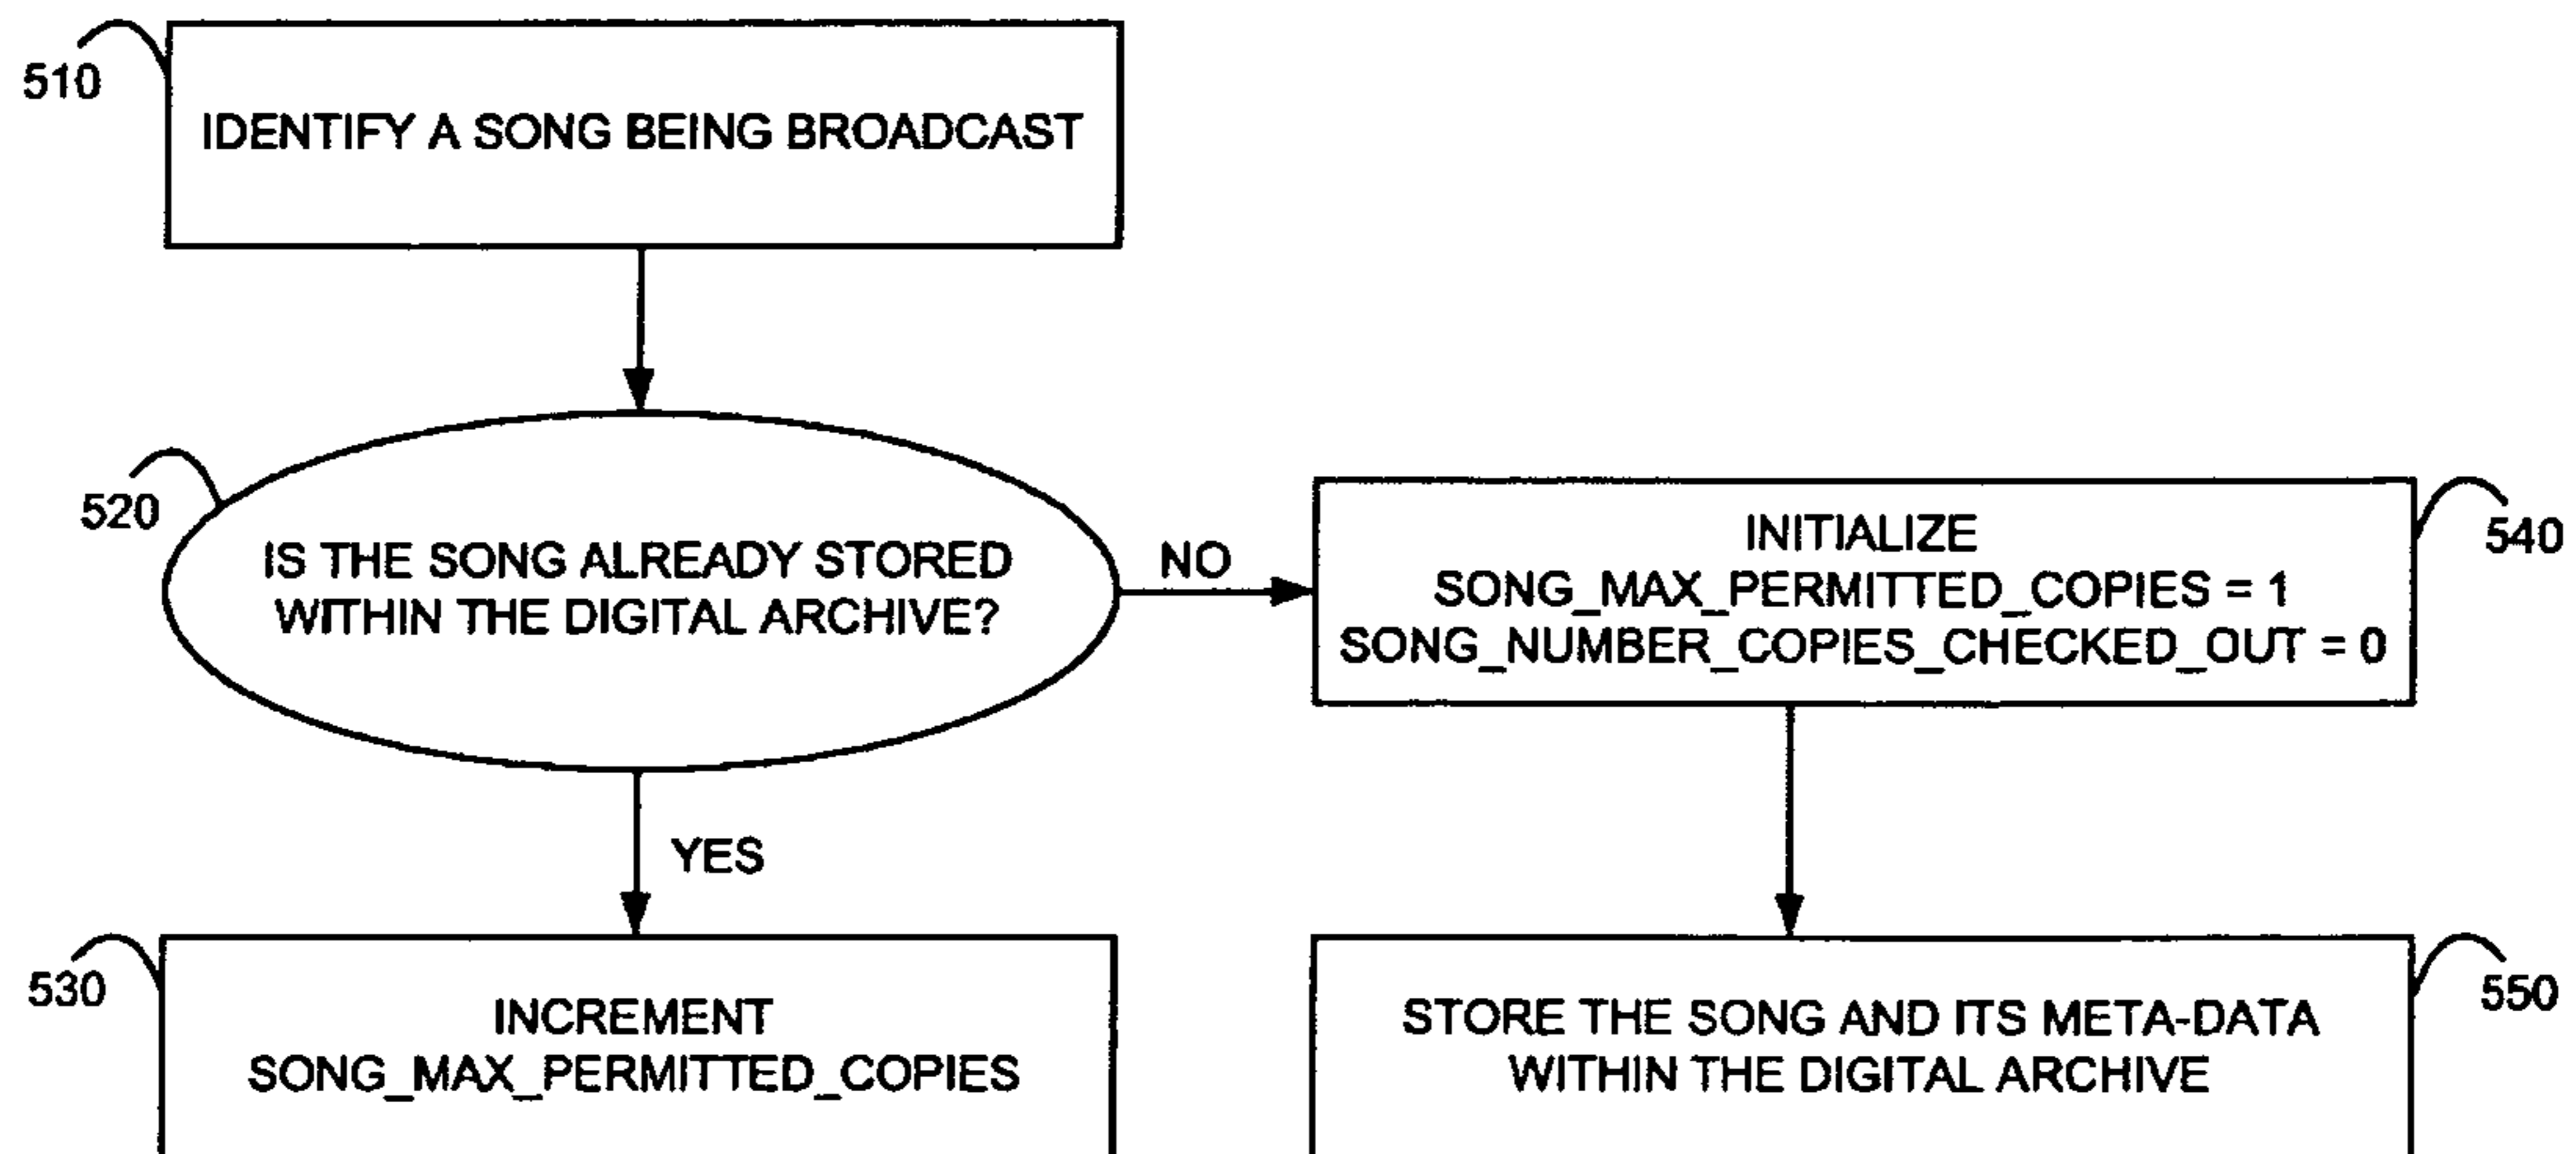 510
IDENTIFY A SONG BEING BROADCAST
520
IS THE SONG ALREADY STORED
WITHIN THE DIGITAL ARCHIVE?
NO
540
INITIALIZE
SONG_MAX_PERMITTED_COPIES = 1
SONG_NUMBER_COPIES_CHECKED_OUT = 0
YES
530
INCREMENT
SONG_MAX_PERMITTED_COPIES
550
STORE THE SONG AND ITS META-DATA
WITHIN THE DIGITAL ARCHIVE